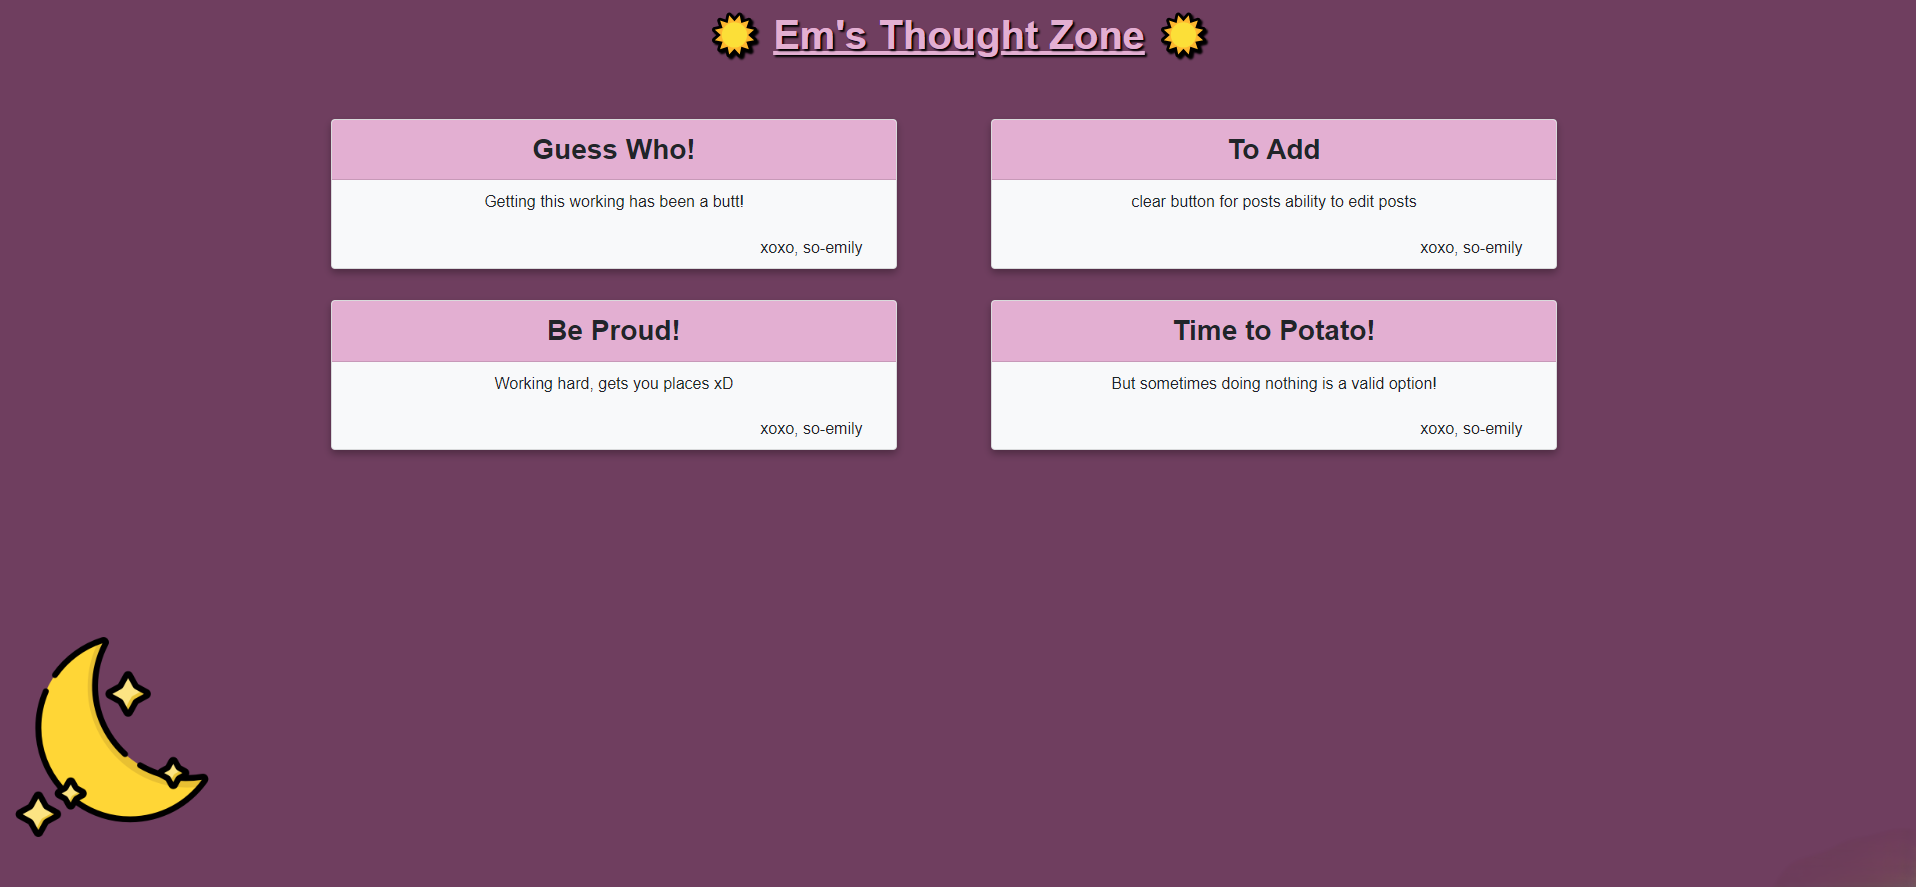 Em's Thought Zone
Guess Who!
Getting this working has been a butt!
xoxo, so-emily
To Add
clear button for posts ability to edit posts
xoxo, so-emily
Be Proud!
Working hard, gets you places xD
xoxo, so-emily
Time to Potato!
But sometimes doing nothing is a valid option!
xoxo, so-emily